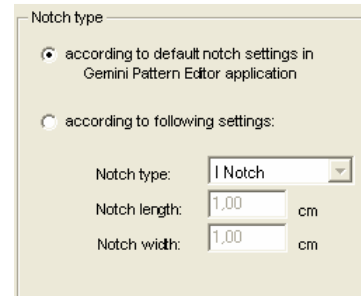 Notch type
according to default notch settings in
Gemini Pattern Editor application
according to following settings:
Notch type: I Notch
Notch length: 1,00 cm
Notch width: 1,00 cm